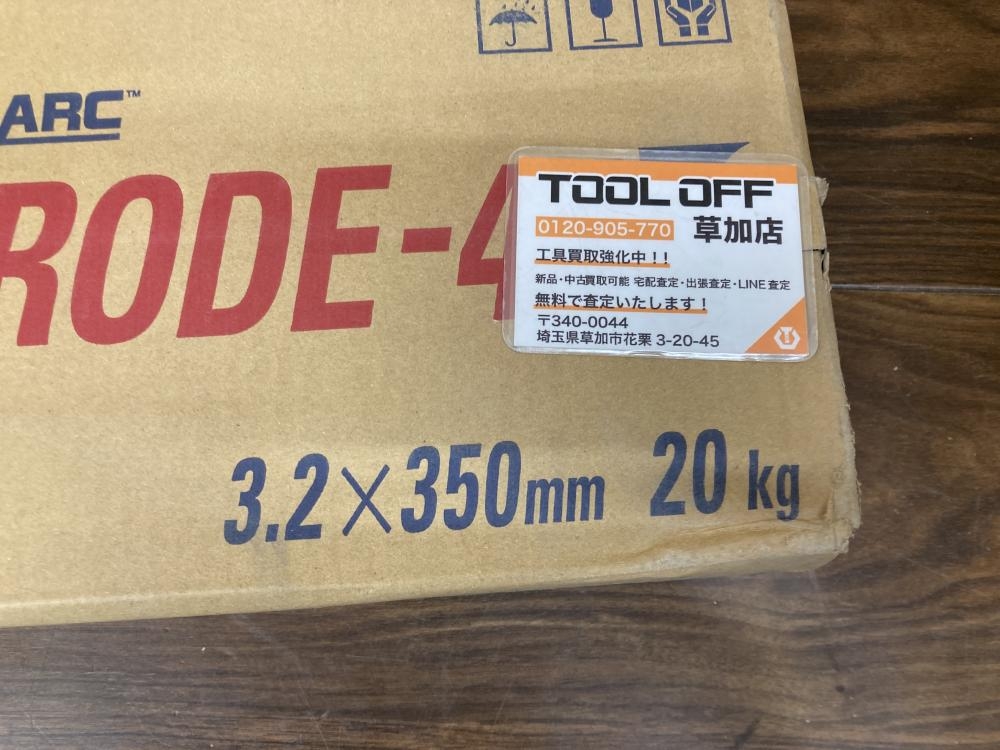 ARC™
RODE-4
TOOL OFF
0120-905-770 草加店
工具買取強化中!!
新品・中古買取可能 宅配査定・出張査定・LINE査定
無料で査定いたします!
〒340-0044
埼玉県草加市花栗 3-20-45
3.2×350mm 20kg